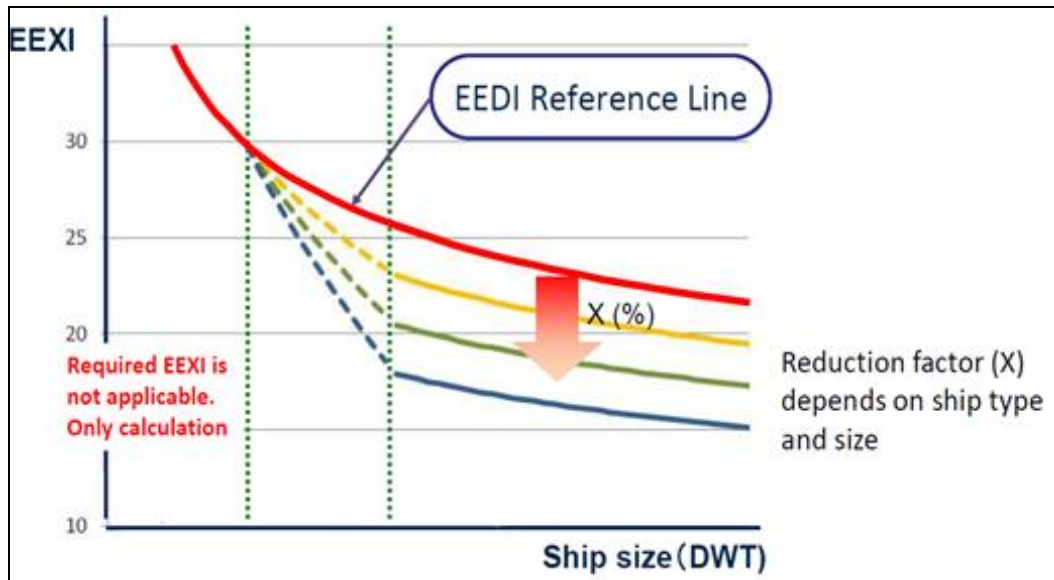 EEXI
EEDI Reference Line
30
25
X (%)
20
Required EEXI is
not applicable.
Only calculation
Reduction factor (X)
depends on ship type
and size
10
Ship size(DWT)